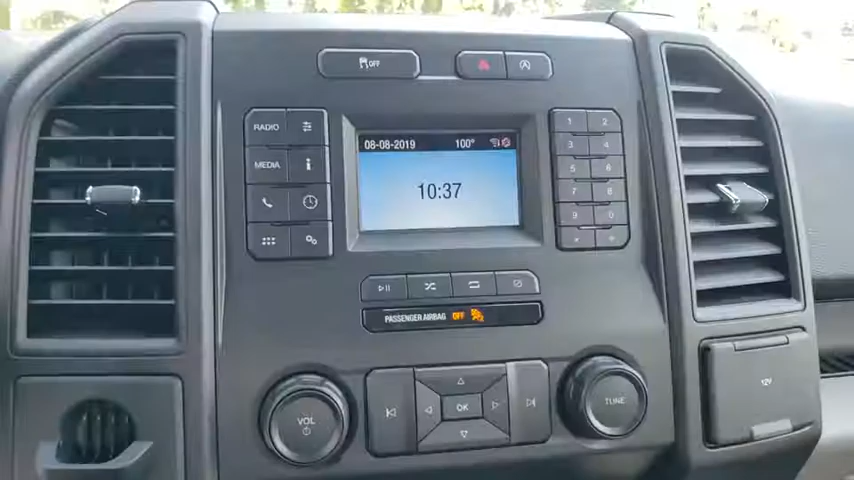 OFF
RADIO
1 2
08-08-2019 100°
3 4
MEDIA
10:37
5 6
7 8
9 0
PASSENGER AIRBAG OFF
12V
VOL
OK
TUNE